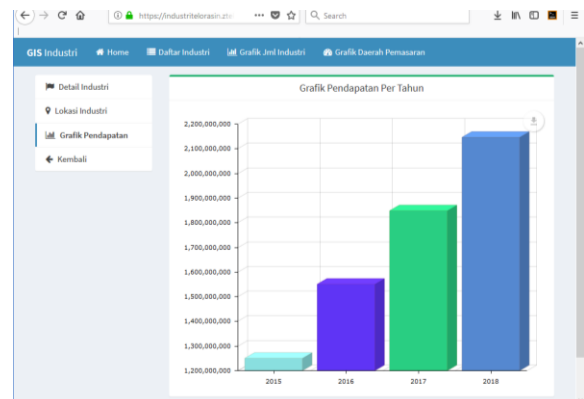 https://industritelorasin.
Search
GIS Industri
Home
Daftar Industri
Grafik Jml Industri
Grafik Daerah Pemasaran
Detail Industri
Lokasi Industri
Grafik Pendapatan
Kembali
Grafik Pendapatan Per Tahun
2,200,000,000
2,100,000,000
2,000,000,000
1,900,000,000
1,800,000,000
1,700,000,000
1,600,000,000
1,500,000,000
1,400,000,000
1,300,000,000
1,200,000,000
2015 2016 2017 2018